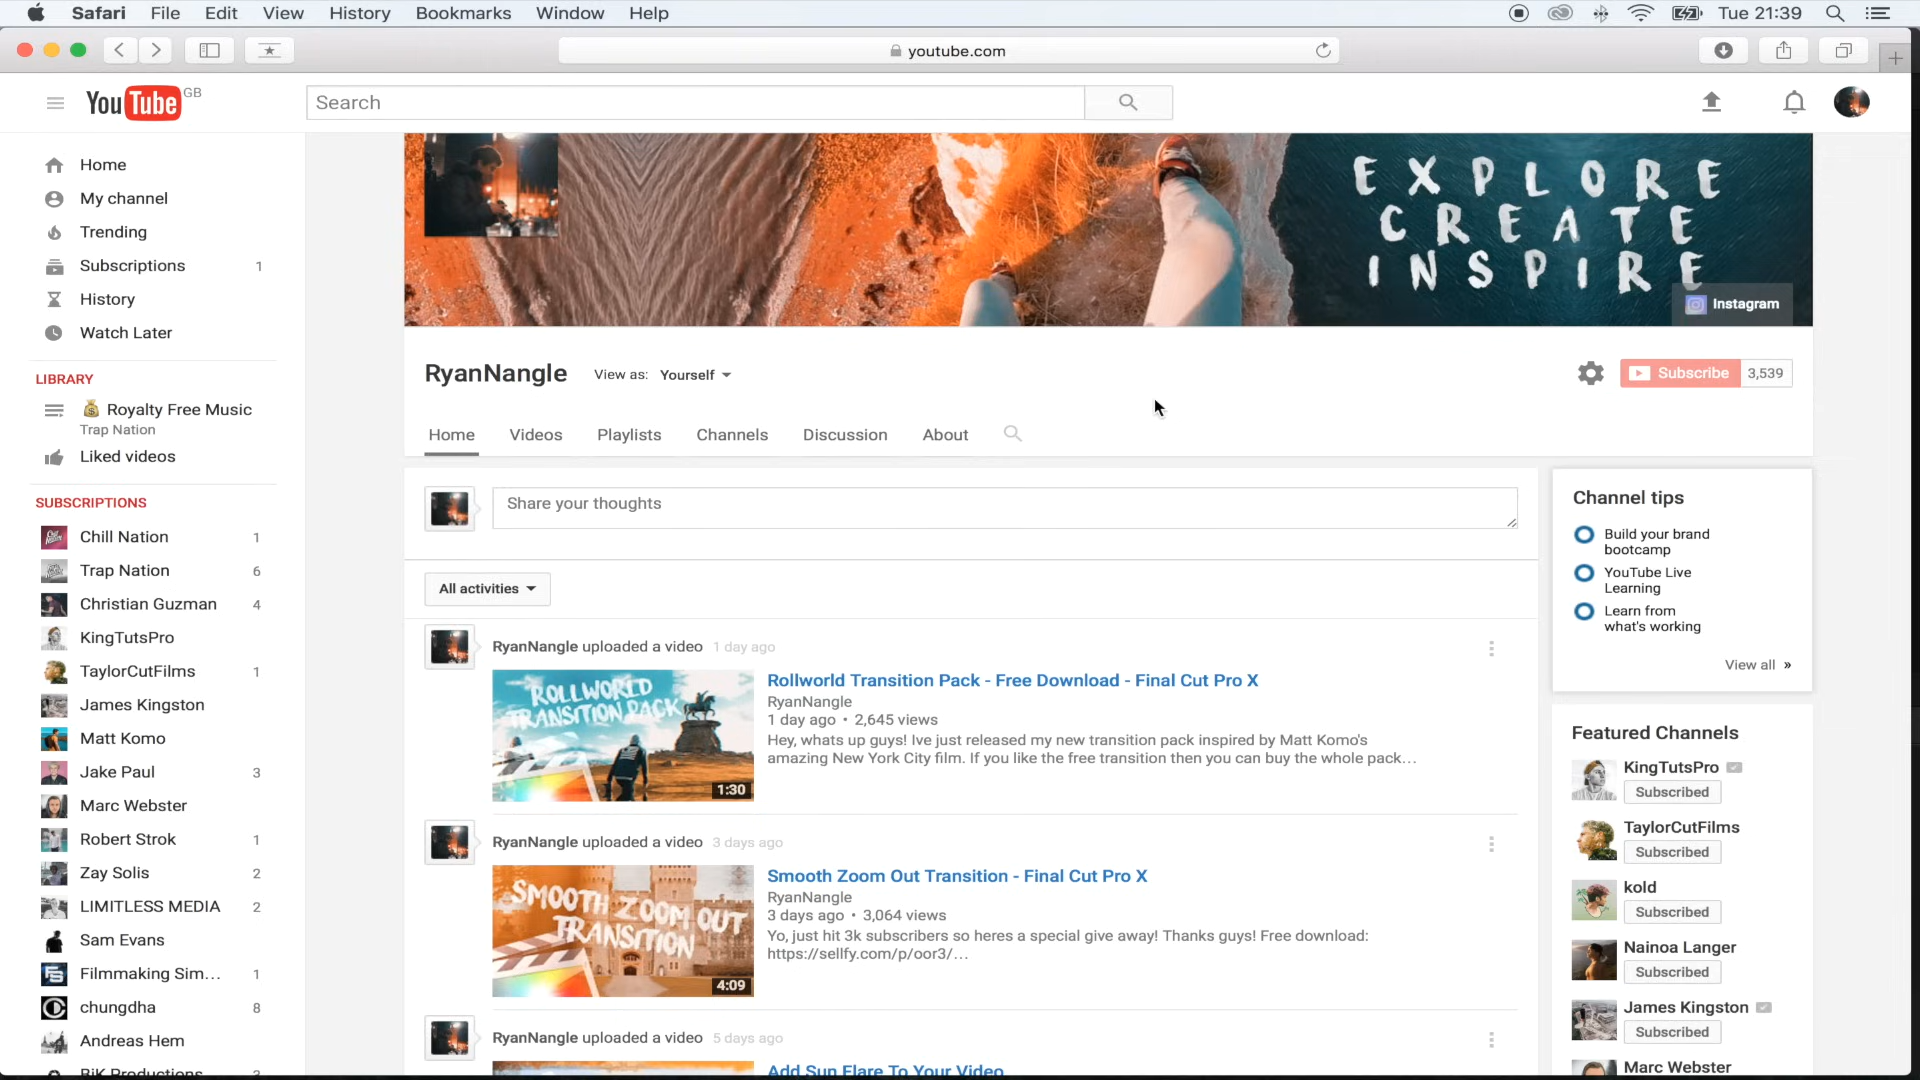 Safari File Edit View History Bookmarks Window Help Tue 21:39
youtube.com
YouTube GB
Search
Home
My channel
Trending
Subscriptions 1
History
Watch Later
LIBRARY
Royalty Free Music
Trap Nation
Liked videos
SUBSCRIPTIONS
Chill Nation 1
Trap Nation 6
Christian Guzman 4
KingTutsPro
TaylorCutFilms 1
James Kingston
Matt Komo
Jake Paul 3
Marc Webster
Robert Strok 1
Zay Solis 2
LIMITLESS MEDIA 2
Sam Evans
Filmmaking Sim... 1
chungdha 8
Andreas Hem
BiK Productions
EXPLORE
CREATE
INSPIRE
Instagram
RyanNangle View as: Yourself
Subscribe 3,539
Home Videos Playlists Channels Discussion About
Share your thoughts
All activities
RyanNangle uploaded a video 1 day ago
ROLLWORLD
TRANSITION PACK
1:30
Rollworld Transition Pack - Free Download - Final Cut Pro X
RyanNangle
1 day ago • 2,645 views
Hey, whats up guys! Ive just released my new transition pack inspired by Matt Komo's
amazing New York City film. If you like the free transition then you can buy the whole pack...
RyanNangle uploaded a video 3 days ago
SMOOTH ZOOM OUT
TRANSITION
4:09
Smooth Zoom Out Transition - Final Cut Pro X
RyanNangle
3 days ago • 3,064 views
Yo, just hit 3k subscribers so heres a special give away! Thanks guys! Free download:
https://sellfy.com/p/oor3/...
RyanNangle uploaded a video 5 days ago
Add Sun Flare To Your Video
Channel tips
Build your brand
bootcamp
YouTube Live
Learning
Learn from
what's working
View all »
Featured Channels
KingTutsPro
Subscribed
TaylorCutFilms
Subscribed
kold
Subscribed
Nainoa Langer
Subscribed
James Kingston
Subscribed
Marc Webster